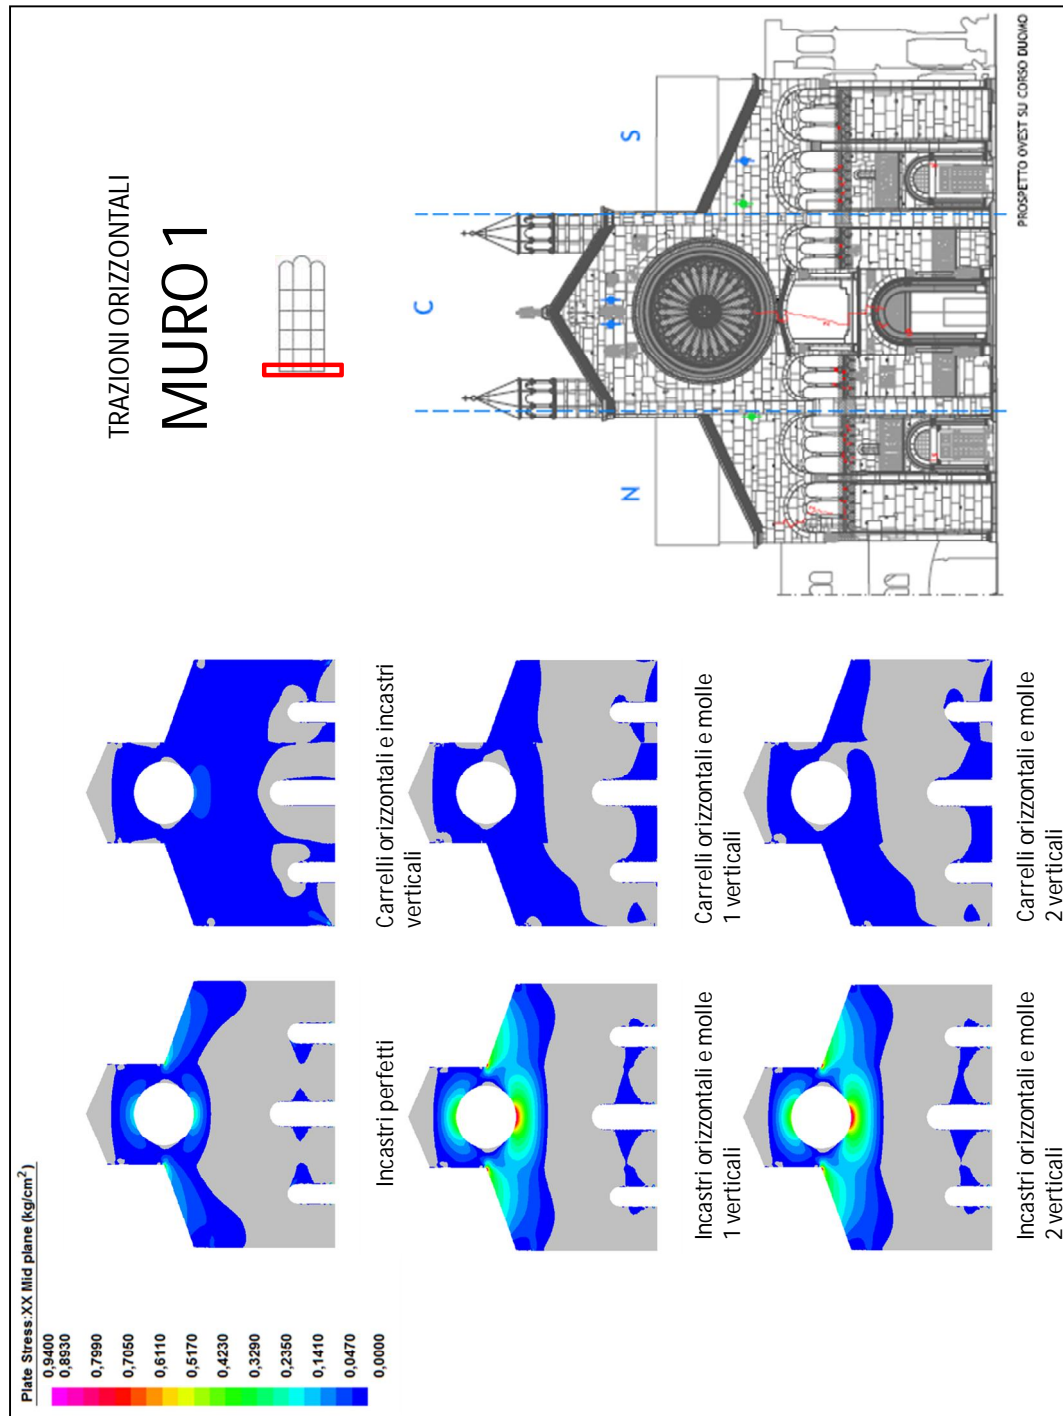 Plate Stress:XX Mid plane (kg/cm²)
0,9400
0,8930
0,7990
0,7050
0,6110
0,5170
0,4230
0,3290
0,2350
0,1410
0,0470
0,0000
TRAZIONI ORIZZONTALI
MURO 1
Incastri perfetti
Carrelli orizzontali e incastri
verticali
Incastri orizzontali e molle
1 verticali
Carrelli orizzontali e molle
1 verticali
Incastri orizzontali e molle
2 verticali
Carrelli orizzontali e molle
2 verticali
N
C
S
PROSPETTO OVEST SU CORSO DUOMO